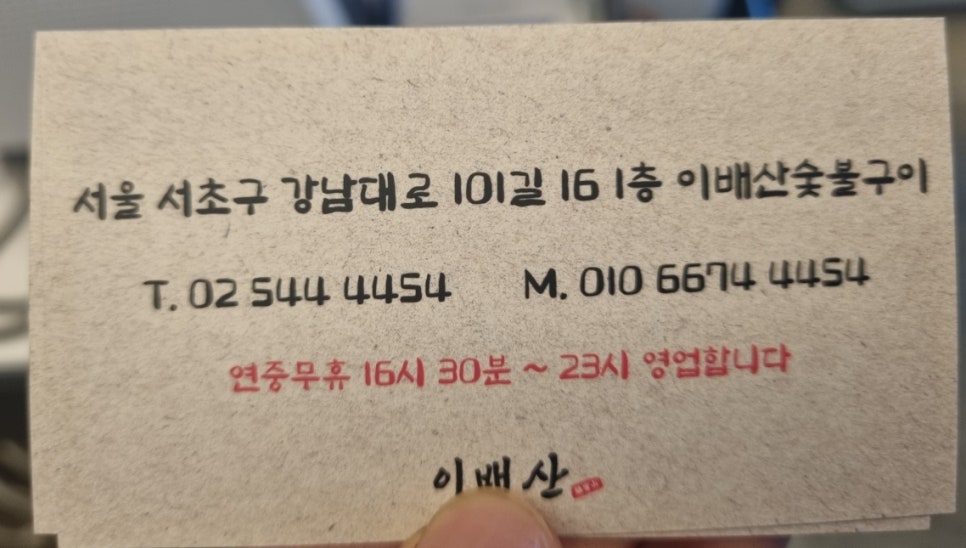 서울 서초구 강남대로 101길 16 1층 이배산숯불구이
T. 02 544 4454 M. 010 6674 4454
연중무휴 16시 30분 ~ 23시 영업합니다
이배산